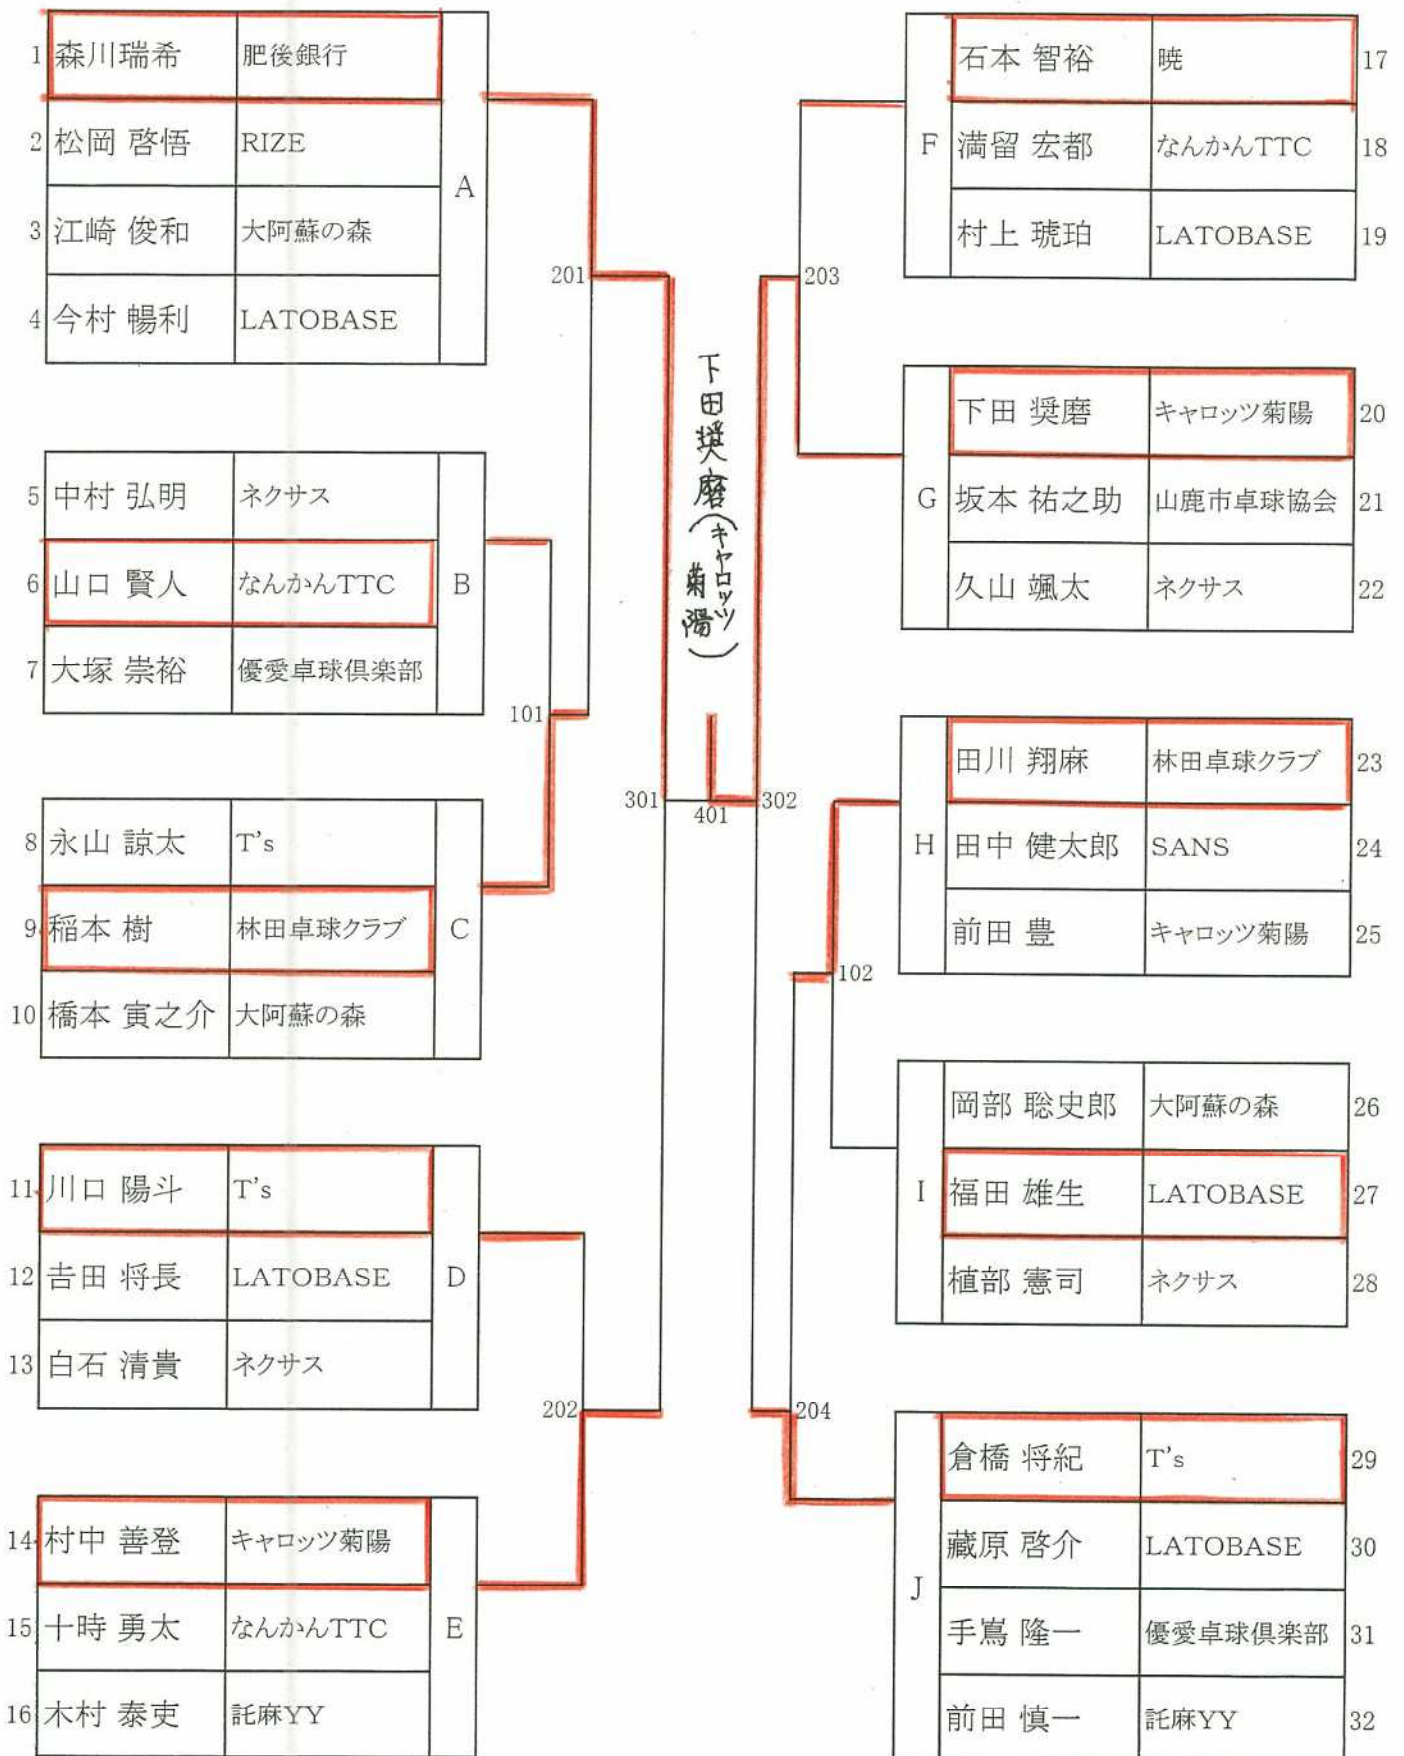 1 森川瑞希 肥後銀行
2 松岡 啓悟 RIZE
A
3 江崎 俊和 大阿蘇の森
4 今村 暢利 LATOBASE
5 中村 弘明 ネクサス
6 山口 賢人 なんかんTTC B
7 大塚 崇裕 優愛卓球倶楽部
8 永山 諒太 T's
9 稲本 樹 林田卓球クラブ C
10 橋本 寅之介 大阿蘇の森
11 川口 陽斗 T's
12 吉田 将長 LATOBASE D
13 白石 清貴 ネクサス
14 村中 善登 キャロッツ菊陽
15 十時 勇太 なんかんTTC E
16 木村 泰吏 託麻YY
201
101
202
301
401
302
下田奨磨(キャロッツ
菊陽)
203
102
204
石本 智裕 暁 17
F 満留 宏都 なんかんTTC 18
村上 琥珀 LATOBASE 19
下田 奨磨 キャロッツ菊陽 20
G 坂本 祐之助 山鹿市卓球協会 21
久山 颯太 ネクサス 22
田川 翔麻 林田卓球クラブ 23
H 田中 健太郎 SANS 24
前田 豊 キャロッツ菊陽 25
岡部 聡史郎 大阿蘇の森 26
I 福田 雄生 LATOBASE 27
植部 憲司 ネクサス 28
倉橋 将紀 T's 29
藏原 啓介 LATOBASE 30
J
手嶌 隆一 優愛卓球倶楽部 31
前田 慎一 託麻YY 32